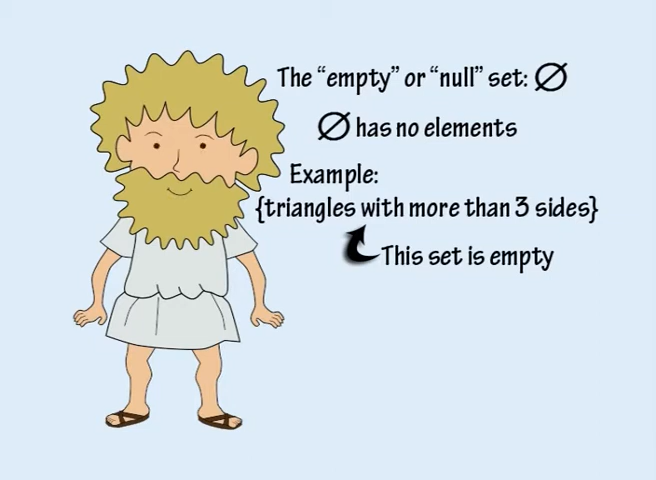 The “empty” or “null” set: ∅
∅ has no elements
Example:
{triangles with more than 3 sides}
This set is empty